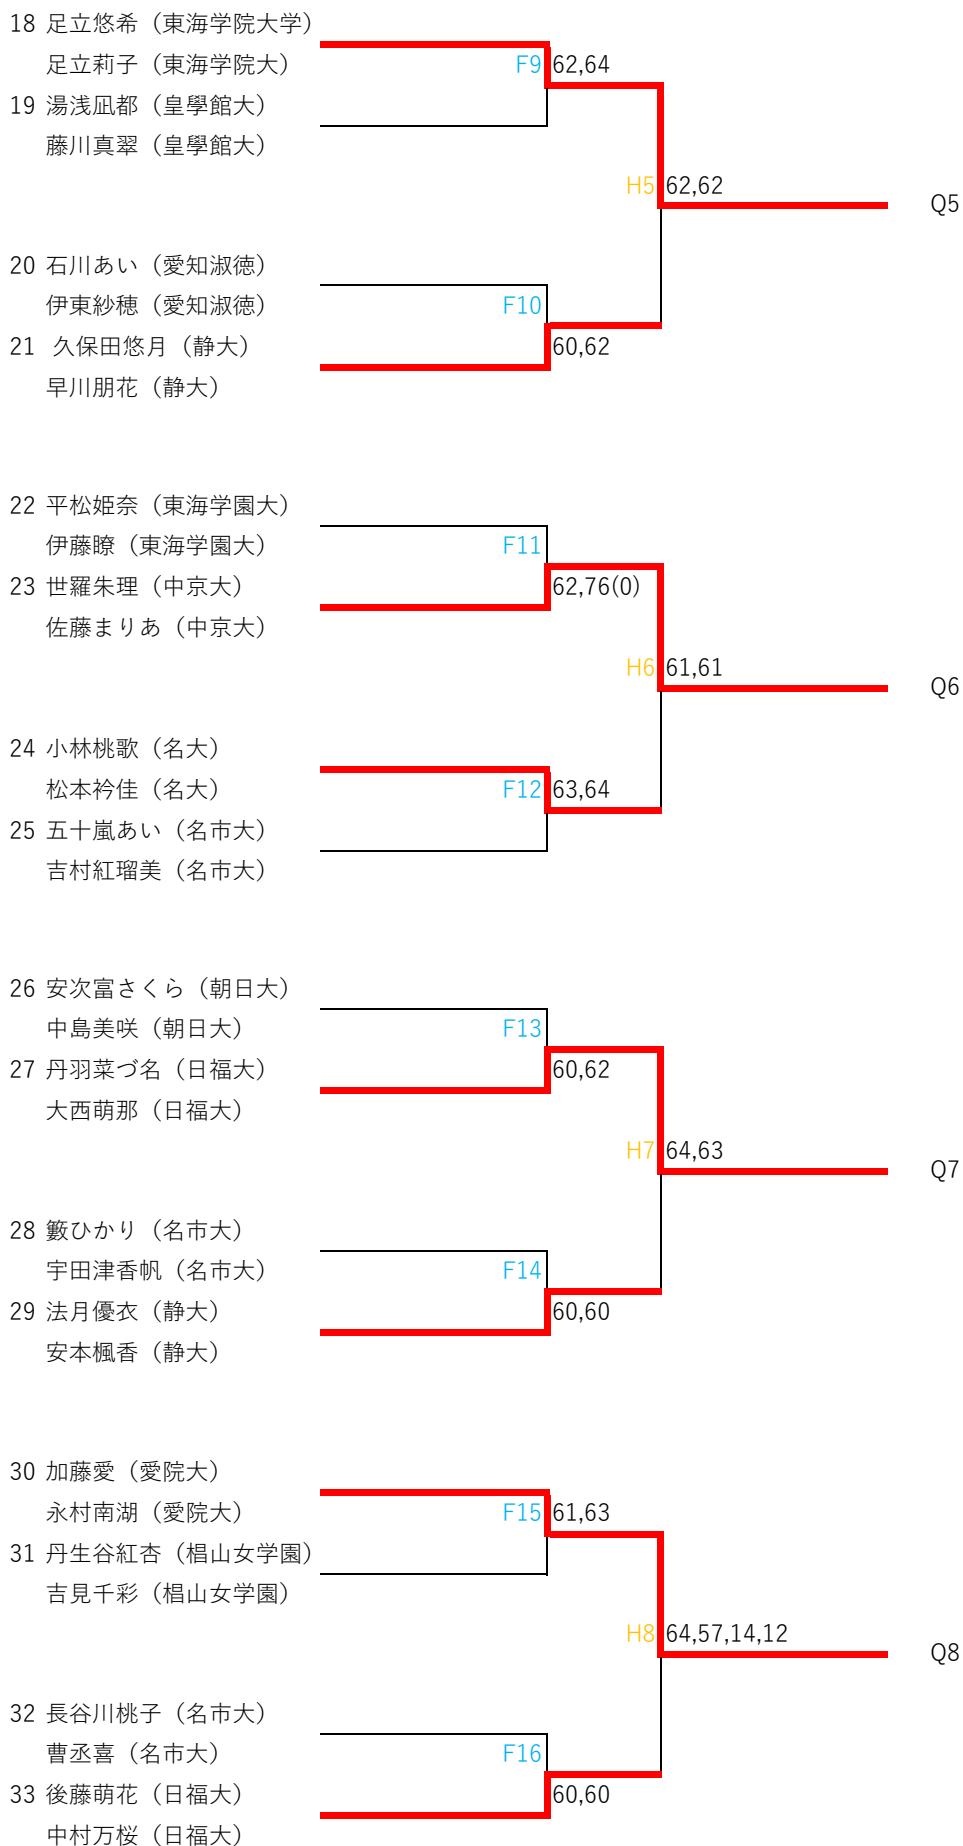 18 足立悠希（東海学院大学）
足立莉子（東海学院大）
F9 62,64
19 湯浅凪都（皇學館大）
藤川真翠（皇學館大）
H5 62,62
Q5
20 石川あい（愛知淑徳）
伊東紗穂（愛知淑徳）
F10
21 久保田悠月（静大）
60,62
早川朋花（静大）
22 平松姫奈（東海学園大）
伊藤瞭（東海学園大）
F11
23 世羅朱理（中京大）
62,76(0)
佐藤まりあ（中京大）
H6 61,61
Q6
24 小林桃歌（名大）
松本衿佳（名大）
F12 63,64
25 五十嵐あい（名市大）
吉村紅瑠美（名市大）
26 安次富さくら（朝日大）
中島美咲（朝日大）
F13
27 丹羽菜づ名（日福大）
60,62
大西萌那（日福大）
H7 64,63
Q7
28 籔ひかり（名市大）
宇田津香帆（名市大）
F14
29 法月優衣（静大）
60,60
安本楓香（静大）
30 加藤愛（愛院大）
永村南湖（愛院大）
F15 61,63
31 丹生谷紅杏（椙山女学園）
吉見千彩（椙山女学園）
H8 64,57,14,12
Q8
32 長谷川桃子（名市大）
曹丞喜（名市大）
F16
33 後藤萌花（日福大）
60,60
中村万桜（日福大）